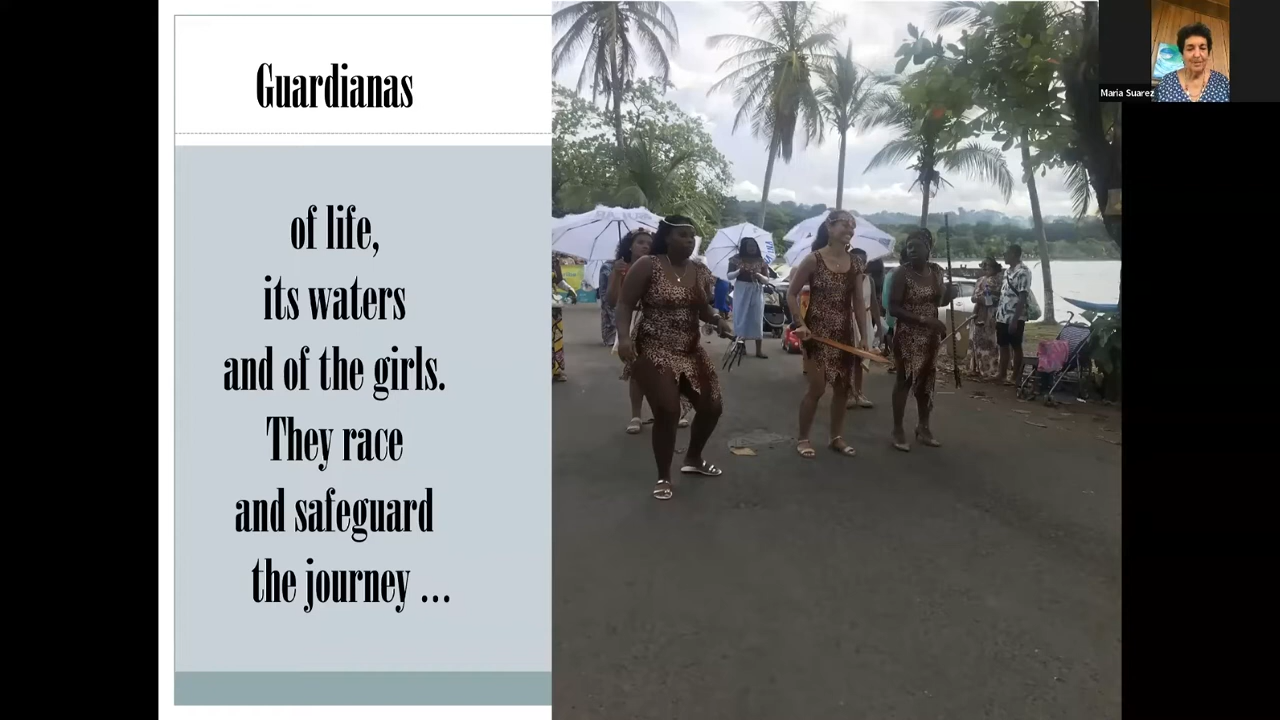 Guardianas
of life,
its waters
and of the girls.
They race
and safeguard
the journey ...
Maria Suarez